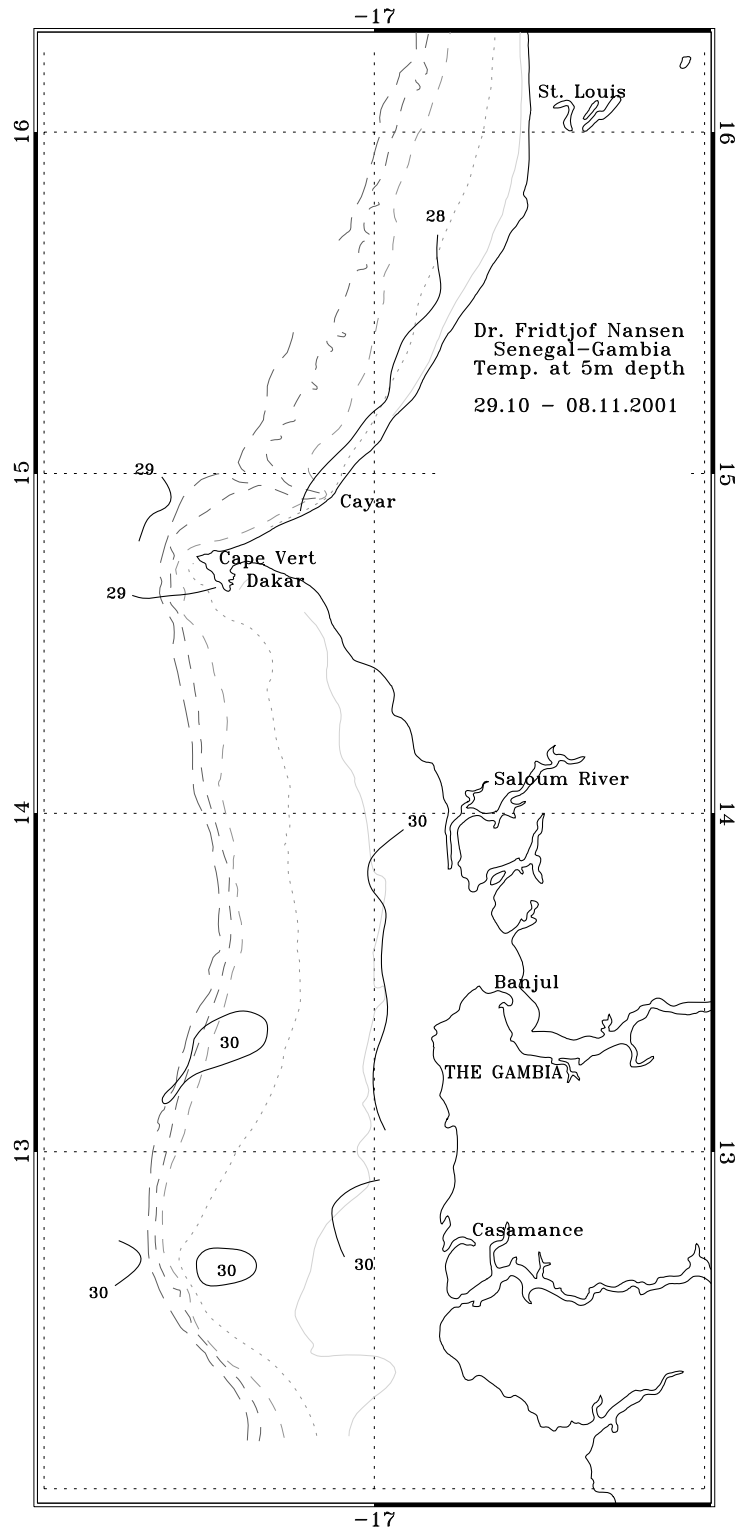 −17
16
St. Louis
16
28
Dr. Fridtjof Nansen
Senegal−Gambia
Temp. at 5m depth
29.10 − 08.11.2001
29
15
15
Cayar
Cape Vert
Dakar
29
Saloum River
14
30
14
Banjul
30
THE GAMBIA
13
13
Casamance
30
30
30
−17